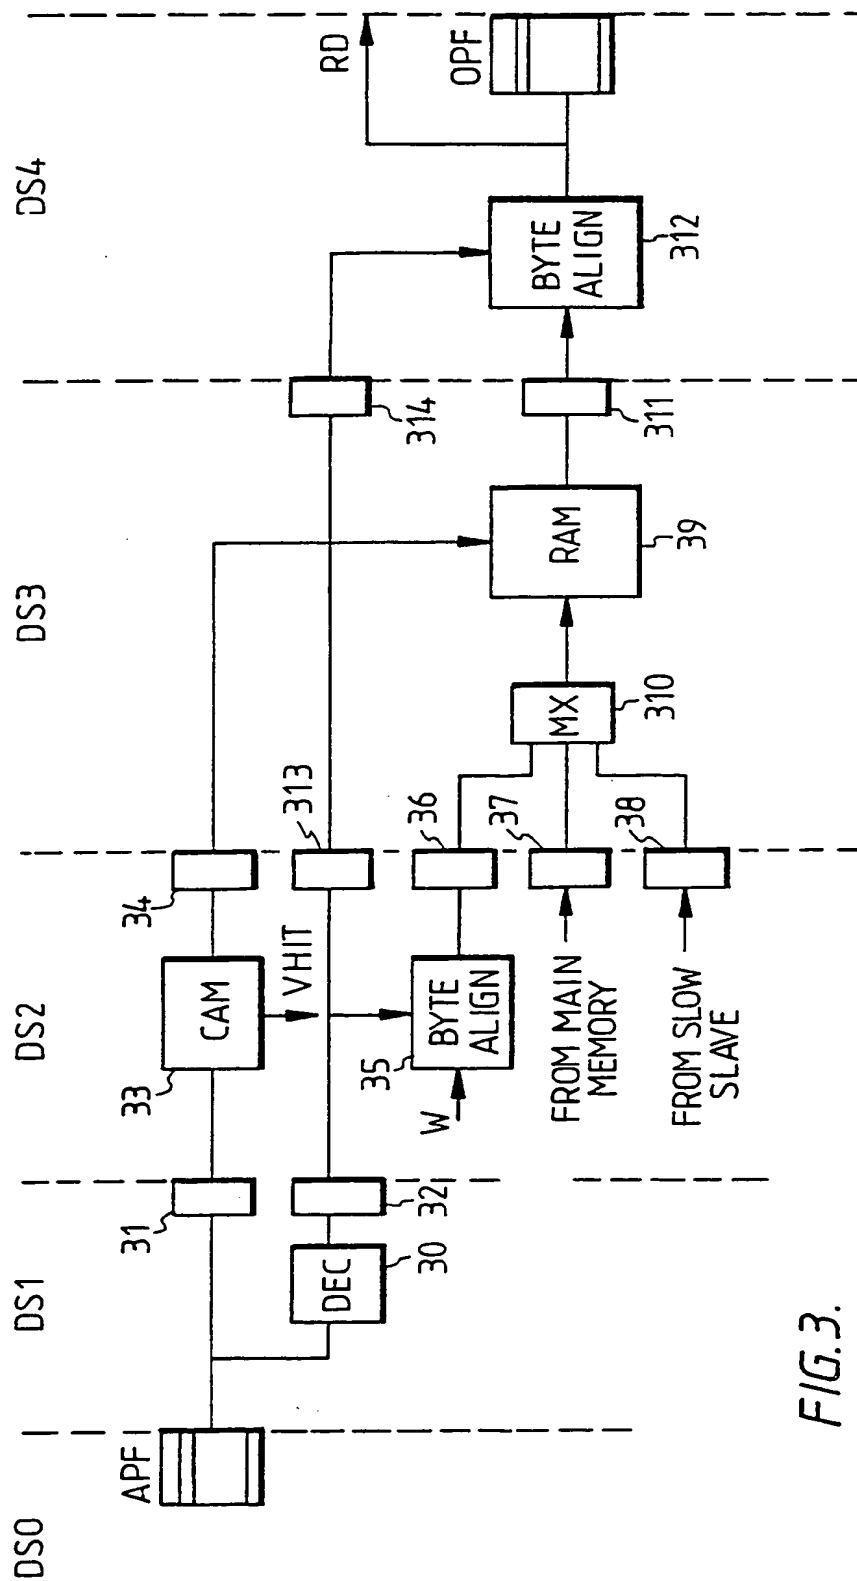 DS0
DS1
DS2
DS3
DS4
APF
31
DEC
30
32
33
CAM
VHIT
34
313
35
BYTE
ALIGN
W
36
FROM MAIN
MEMORY
37
FROM SLOW
SLAVE
38
MX
310
RAM
39
314
311
BYTE
ALIGN
312
RD
OPF
FIG.3.